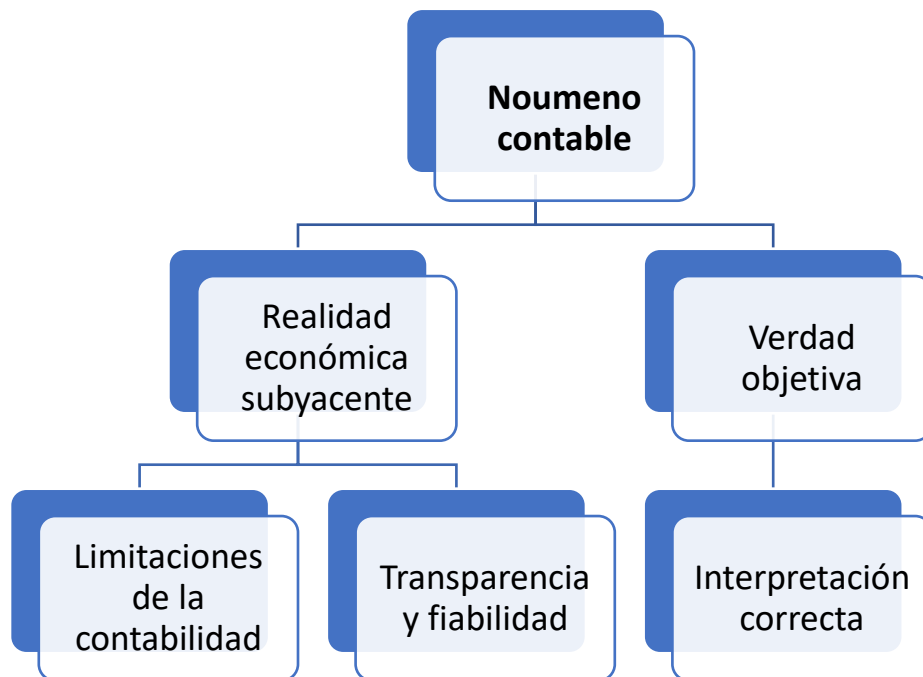 Noumeno
contable
Realidad
económica
subyacente
Verdad
objetiva
Limitaciones
de la
contabilidad
Transparencia
y fiabilidad
Interpretación
correcta